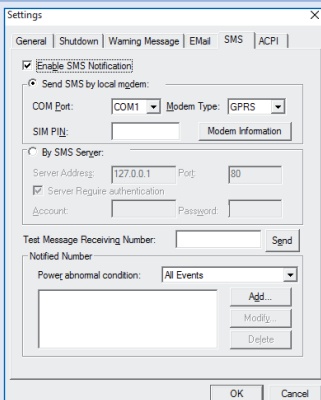 Settings
General Shutdown Warning Message EMail SMS ACPI
Enable SMS Notification
Send SMS by local modem:
COM Port: COM1 Modem Type: GPRS
SIM PIN: Modem Information
By SMS Server:
Server Address: 127.0.0.1 Port: 80
Server Require authentication
Account: Password:
Test Message Receiving Number: Send
Notified Number
Power abnormal condition: All Events
Add...
Modify...
Delete
OK Cancel